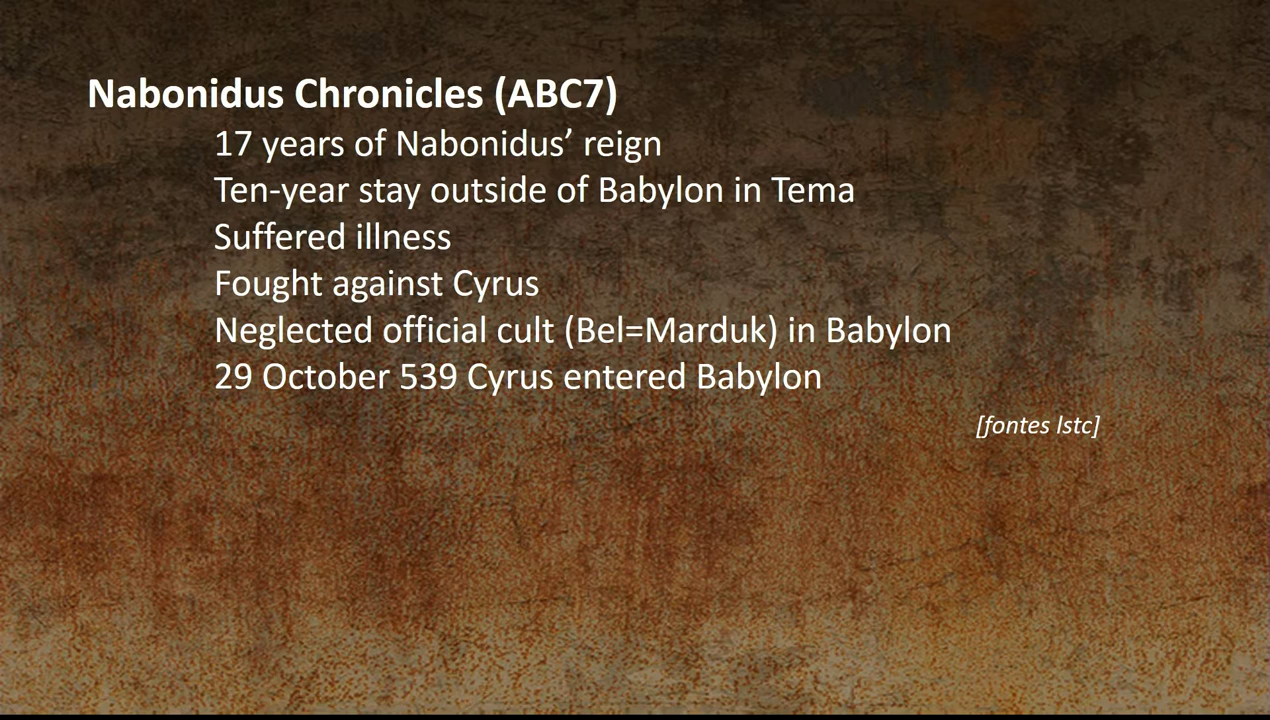 Nabonidus Chronicles (ABC7)
17 years of Nabonidus’ reign
Ten-year stay outside of Babylon in Tema
Suffered illness
Fought against Cyrus
Neglected official cult (Bel=Marduk) in Babylon
29 October 539 Cyrus entered Babylon
[fontes lstc]